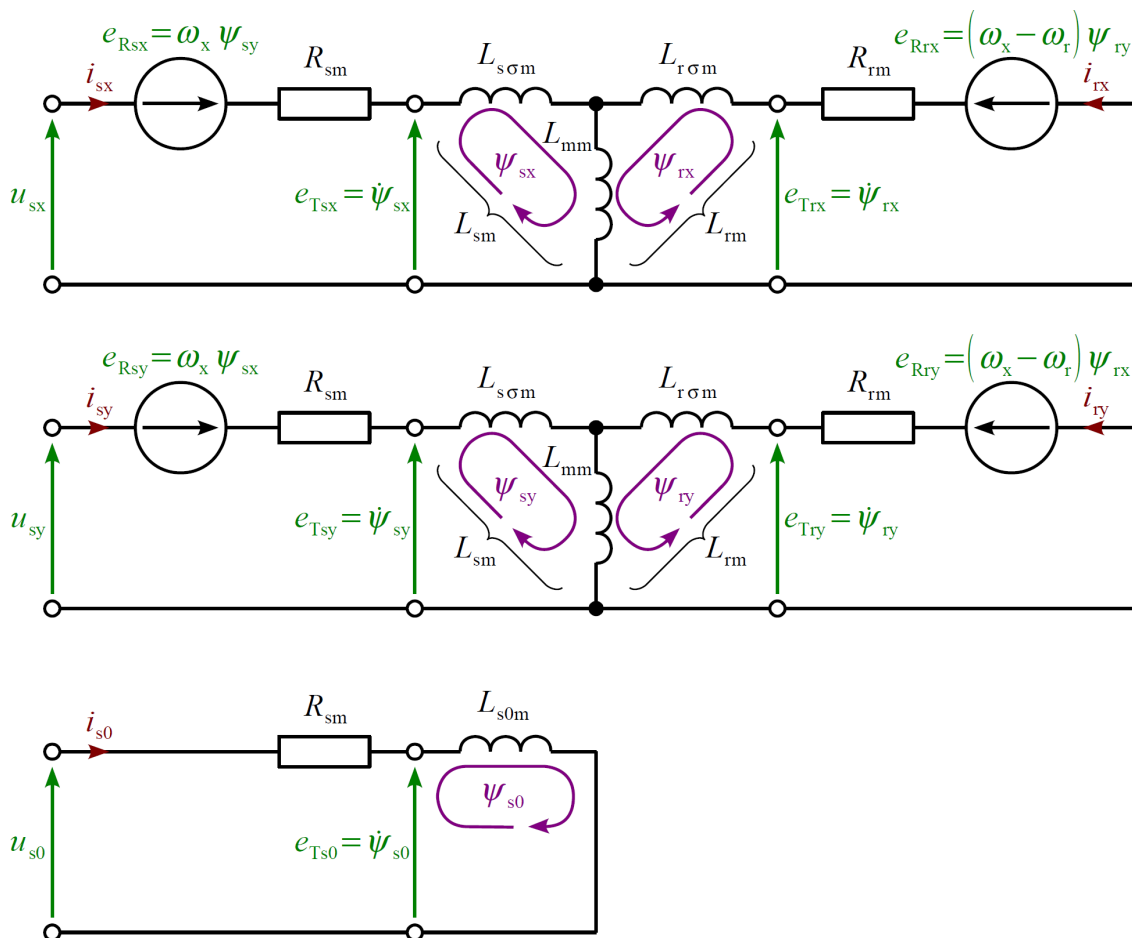 e_Rsx = ω_x ψ_sy
e_Rrx = (ω_x − ω_r) ψ_ry
i_sx
R_sm
L_sσm
L_rσm
R_rm
i_rx
L_mm
ψ_sx
ψ_rx
u_sx
e_Tsx = ψ̇_sx
e_Trx = ψ̇_rx
L_sm
L_rm
e_Rsy = ω_x ψ_sx
e_Rry = (ω_x − ω_r) ψ_rx
i_sy
R_sm
L_sσm
L_rσm
R_rm
i_ry
L_mm
ψ_sy
ψ_ry
u_sy
e_Tsy = ψ̇_sy
e_Try = ψ̇_ry
L_sm
L_rm
i_s0
R_sm
L_s0m
ψ_s0
u_s0
e_Ts0 = ψ̇_s0